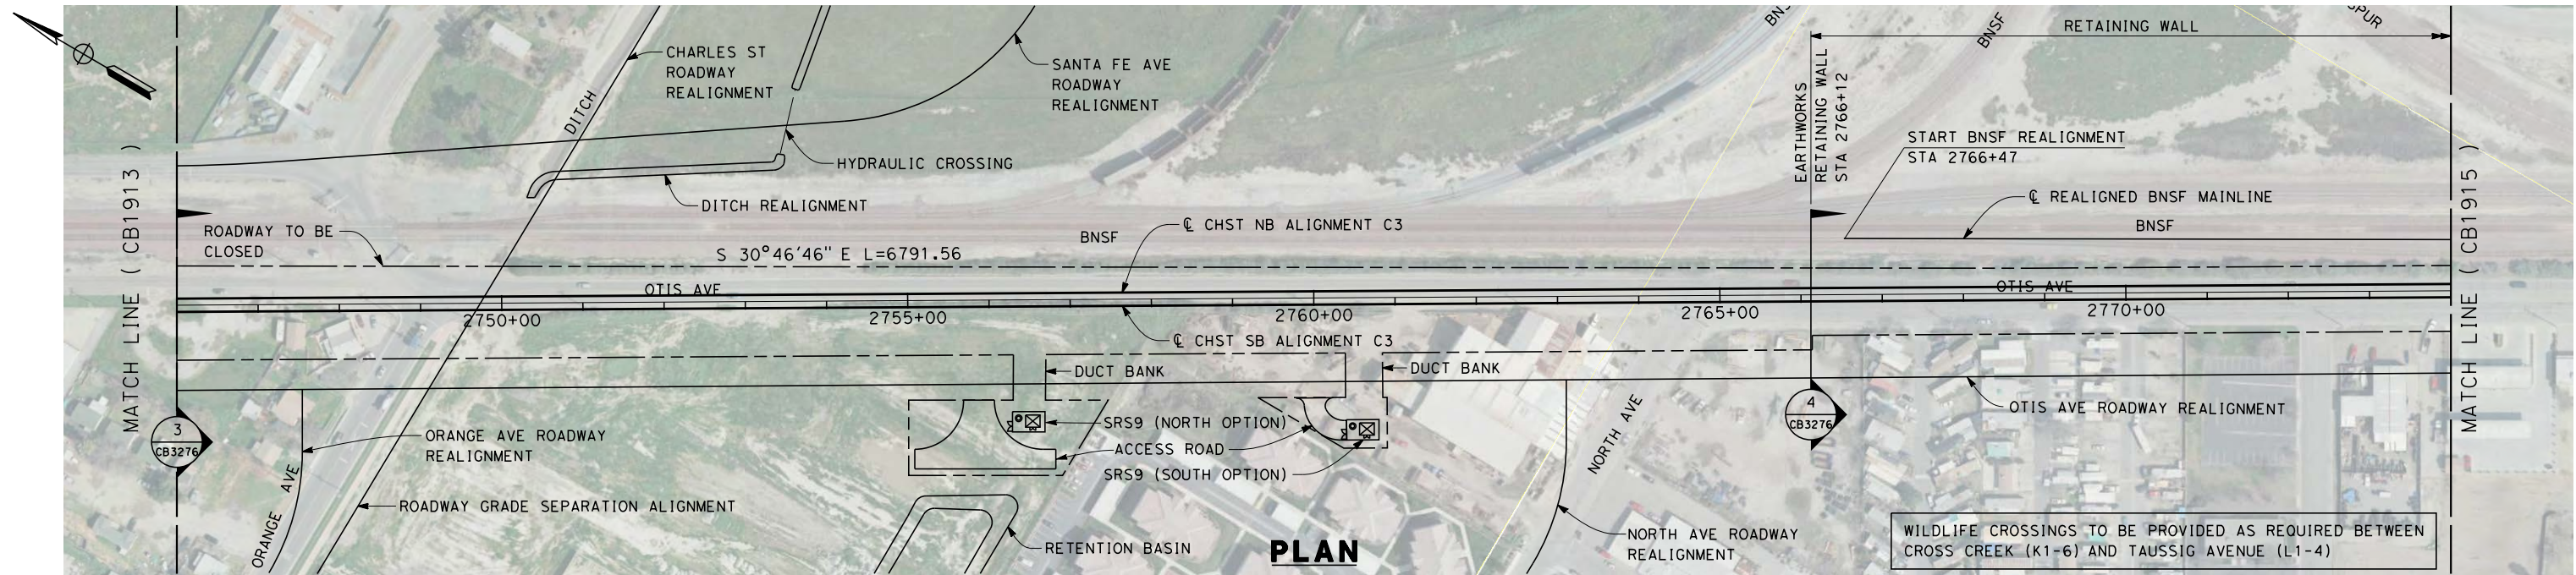 MATCH LINE ( CB1913 )
CHARLES ST
ROADWAY
REALIGNMENT
DITCH
SANTA FE AVE
ROADWAY
REALIGNMENT
HYDRAULIC CROSSING
DITCH REALIGNMENT
BNSF
RETAINING WALL
EARTHWORKS
RETAINING WALL
STA 2766+12
START BNSF REALIGNMENT
STA 2766+47
℄ REALIGNED BNSF MAINLINE
BNSF
MATCH LINE ( CB1915 )
ROADWAY TO BE
CLOSED
S 30°46'46" E L=6791.56
BNSF
℄ CHST NB ALIGNMENT C3
OTIS AVE
OTIS AVE
2750+00
2755+00
2760+00
2765+00
2770+00
℄ CHST SB ALIGNMENT C3
DUCT BANK
DUCT BANK
3
CB3276
4
CB3276
ORANGE AVE ROADWAY
REALIGNMENT
ORANGE AVE
SRS9 (NORTH OPTION)
ACCESS ROAD
SRS9 (SOUTH OPTION)
NORTH AVE
OTIS AVE ROADWAY REALIGNMENT
ROADWAY GRADE SEPARATION ALIGNMENT
RETENTION BASIN
PLAN
NORTH AVE ROADWAY
REALIGNMENT
WILDLIFE CROSSINGS TO BE PROVIDED AS REQUIRED BETWEEN
CROSS CREEK (K1-6) AND TAUSSIG AVENUE (L1-4)